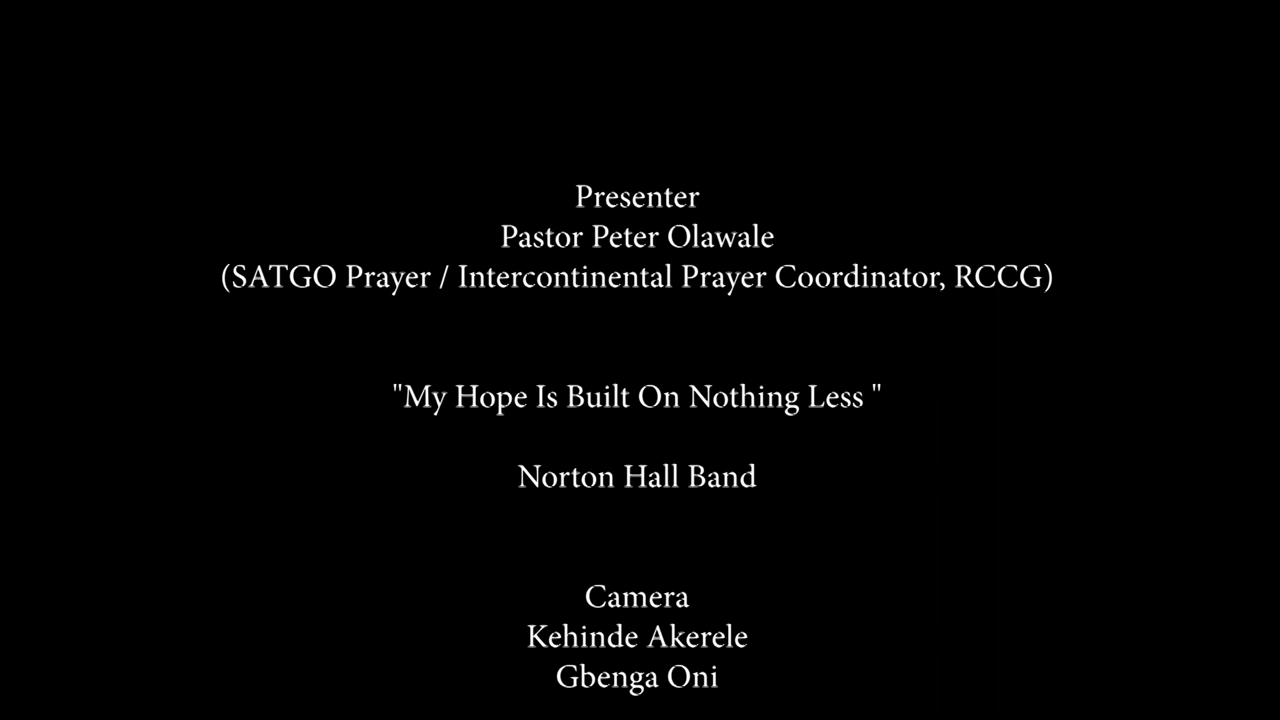 Presenter
Pastor Peter Olawale
(SATGO Prayer / Intercontinental Prayer Coordinator, RCCG)
"My Hope Is Built On Nothing Less "
Norton Hall Band
Camera
Kehinde Akerele
Gbenga Oni